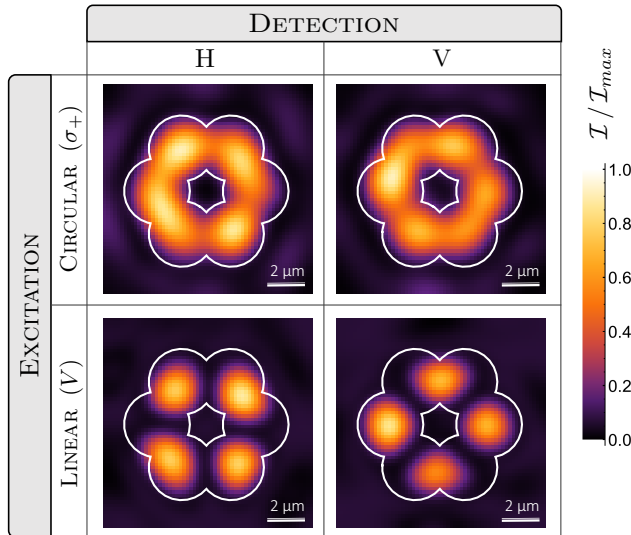 DETECTION
H V
EXCITATION
CIRCULAR (σ₊)
LINEAR (V)
2 μm
2 μm
2 μm
2 μm
I / I_max
1.0
0.8
0.6
0.4
0.2
0.0